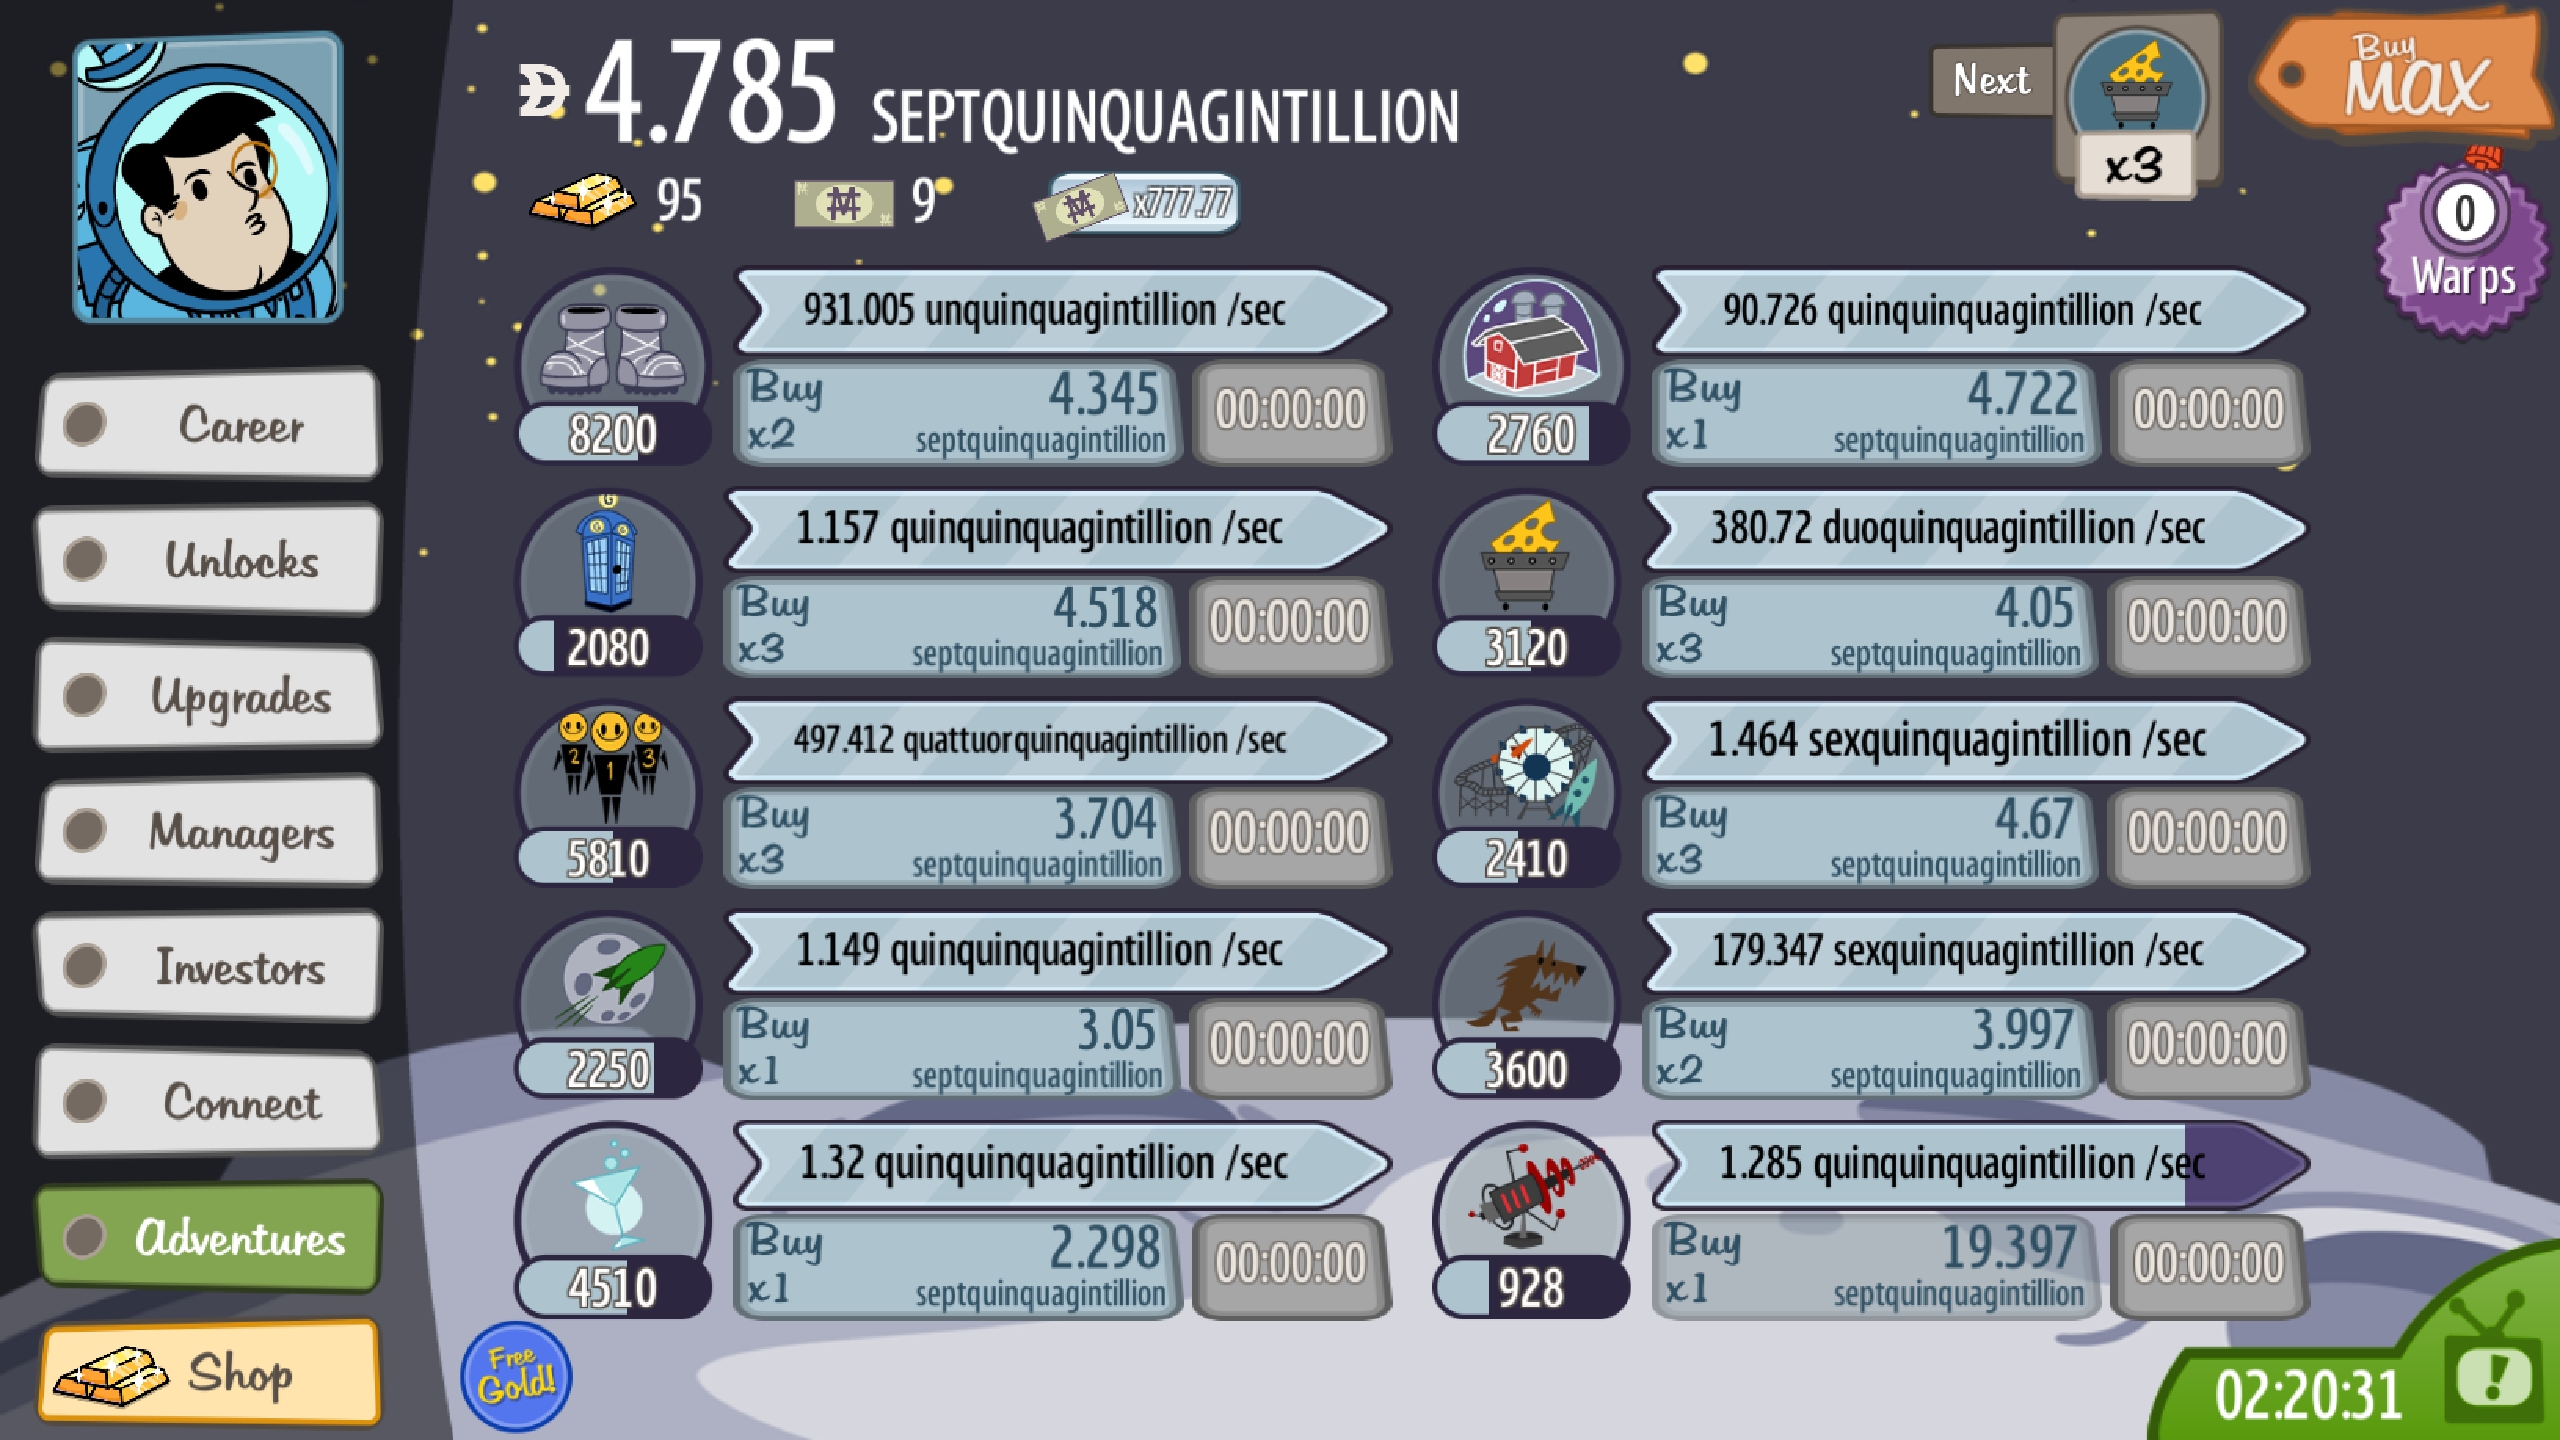 4.785 SEPTQUINQUAGINTILLION
Next
x3
Buy
MAX
95
9
x777.77
0
Warps
Career
Unlocks
Upgrades
Managers
Investors
Connect
Adventures
Shop
931.005 unquinquagintillion /sec
8200
Buy
x2
4.345
septquinquagintillion
00:00:00
90.726 quinquinquagintillion /sec
2760
Buy
x1
4.722
septquinquagintillion
00:00:00
G
1.157 quinquinquagintillion /sec
2080
Buy
x3
4.518
septquinquagintillion
00:00:00
380.72 duoquinquagintillion /sec
3120
Buy
x3
4.05
septquinquagintillion
00:00:00
2 1 3
497.412 quattuorquinquagintillion /sec
5810
Buy
x3
3.704
septquinquagintillion
00:00:00
1.464 sexquinquagintillion /sec
2410
Buy
x3
4.67
septquinquagintillion
00:00:00
1.149 quinquinquagintillion /sec
2250
Buy
x1
3.05
septquinquagintillion
00:00:00
179.347 sexquinquagintillion /sec
3600
Buy
x2
3.997
septquinquagintillion
00:00:00
1.32 quinquinquagintillion /sec
4510
Buy
x1
2.298
septquinquagintillion
00:00:00
1.285 quinquinquagintillion /sec
928
Buy
x1
19.397
septquinquagintillion
00:00:00
Free
Gold!
02:20:31
!